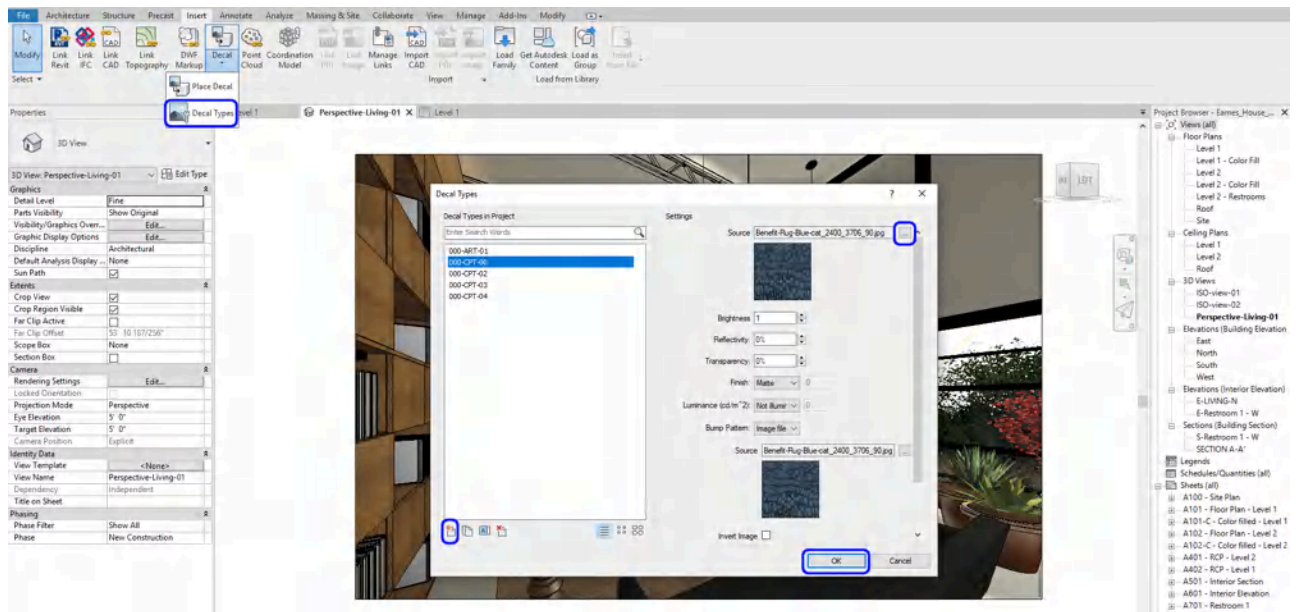 File Architecture Structure Precast Insert Annotate Analyze Massing & Site Collaborate View Manage Add-Ins Modify
Modify
Link Revit
Link IFC
Link CAD
Link Topography
DWF Markup
Decal
Point Cloud
Coordination Model
Manage Links
Import CAD
Load Family
Get Autodesk Content
Load as Group
Select
Import
Load from Library
Place Decal
Decal Types
Properties
Level 1
Perspective-Living-01
Level 1
3D View
3D View: Perspective-Living-01
Edit Type
Graphics
Detail Level Fine
Parts Visibility Show Original
Visibility/Graphics Overr... Edit...
Graphic Display Options Edit...
Discipline Architectural
Default Analysis Display ... None
Sun Path
Extents
Crop View
Crop Region Visible
Far Clip Active
Far Clip Offset
Scope Box None
Section Box
Camera
Rendering Settings Edit...
Locked Orientation
Projection Mode Perspective
Eye Elevation 5' 0"
Target Elevation 5' 0"
Camera Position Explicit
Identity Data
View Template <None>
View Name Perspective-Living-01
Dependency Independent
Title on Sheet
Phasing
Phase Filter Show All
Phase New Construction
Decal Types
?
Decal Types in Project
Enter Search Words
000-ART-01
000-CPT-02
000-CPT-03
000-CPT-04
Settings
Source Benefit-Rug-Blue-cat_2400_3706_90.jpg ...
Brightness 1
Reflectivity: 0%
Transparency: 0%
Finish: Matte 0
Luminance (cd/m^2):
Bump Pattern: Image file
Source Benefit-Rug-Blue-cat_2400_3706_90.jpg ...
Invert Image
OK Cancel
Project Browser - Eames_House_...
Views (all)
Floor Plans
Level 1
Level 1 - Color Fill
Level 2
Level 2 - Color Fill
Level 2 - Restrooms
Roof
Site
Ceiling Plans
Level 1
Level 2
Roof
3D Views
ISO-view-01
ISO-view-02
Perspective-Living-01
Elevations (Building Elevation
East
North
South
West
Elevations (Interior Elevation)
E-LIVING-N
E-Restroom 1 - W
Sections (Building Section)
S-Restroom 1 - W
SECTION A-A'
Legends
Schedules/Quantities (all)
Sheets (all)
A100 - Site Plan
A101 - Floor Plan - Level 1
A101-C - Color filled - Level 1
A102 - Floor Plan - Level 2
A102-C - Color filled - Level 2
A401 - RCP - Level 2
A402 - RCP - Level 1
A501 - Interior Section
A601 - Interior Elevation
A701 - Restroom 1